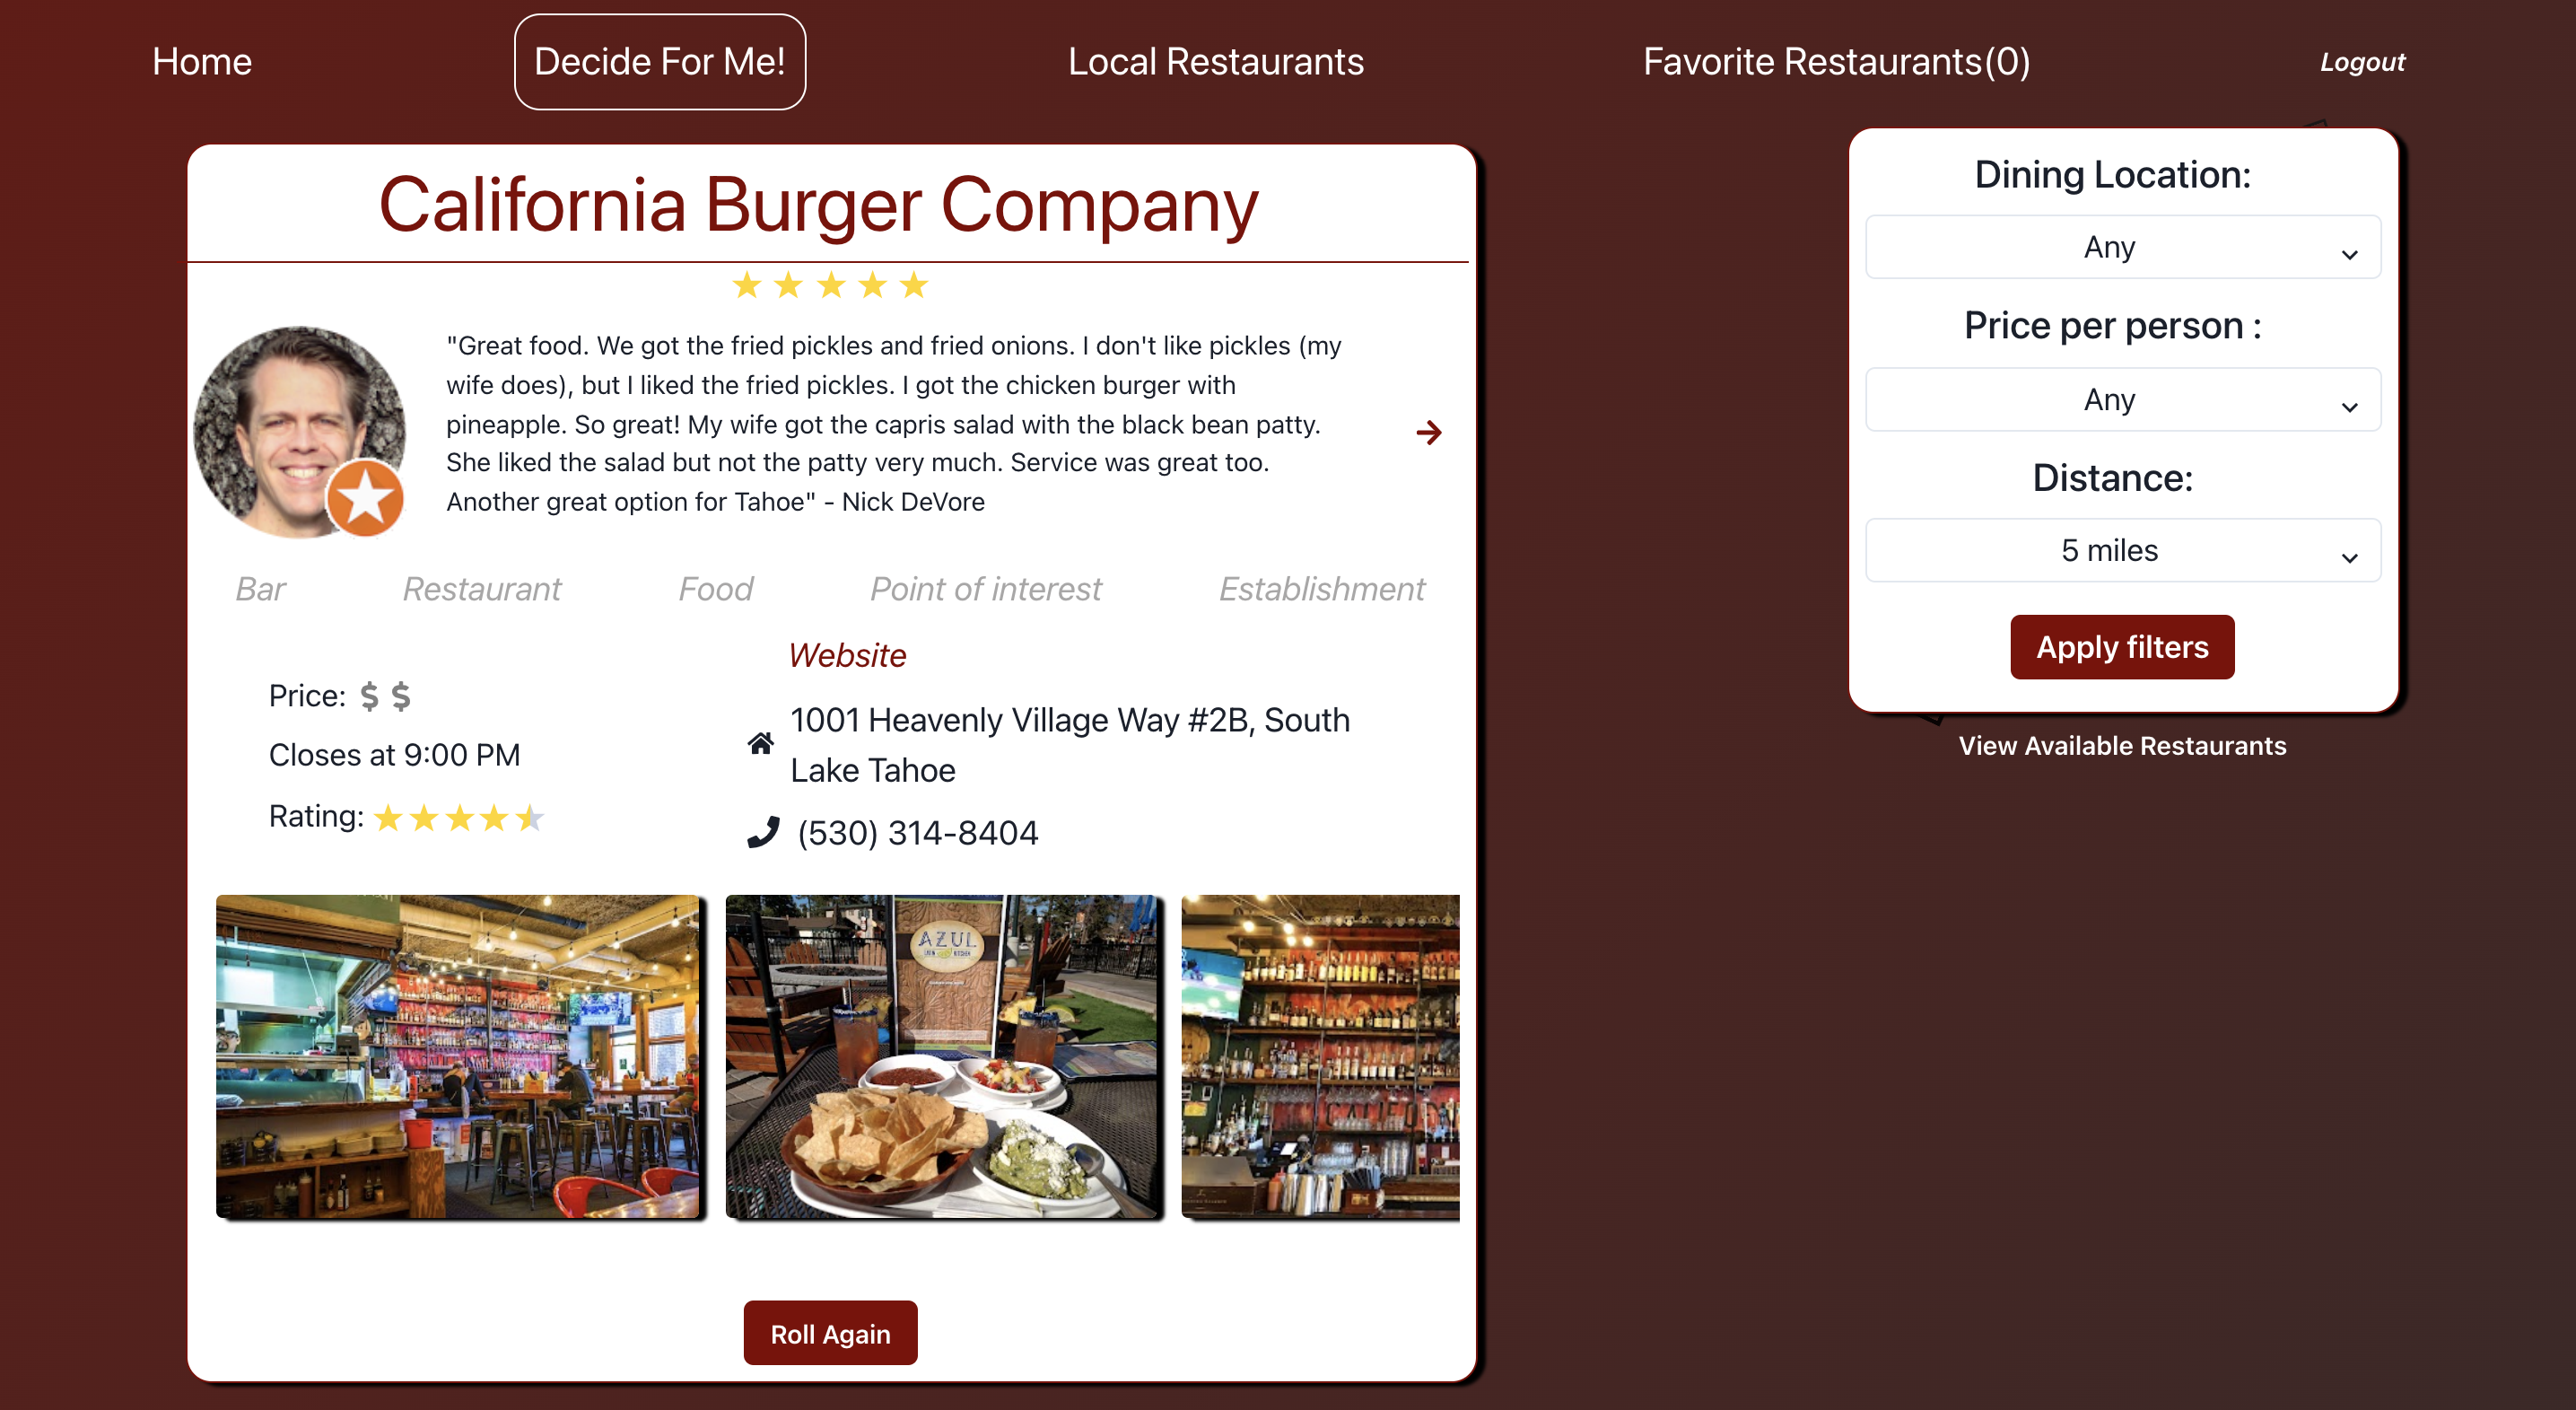 Home
Decide For Me!
Local Restaurants
Favorite Restaurants(0)
Logout
California Burger Company
"Great food. We got the fried pickles and fried onions. I don't like pickles (my
wife does), but I liked the fried pickles. I got the chicken burger with
pineapple. So great! My wife got the capris salad with the black bean patty.
She liked the salad but not the patty very much. Service was great too.
Another great option for Tahoe" - Nick DeVore
Bar
Restaurant
Food
Point of interest
Establishment
Price: $ $
Closes at 9:00 PM
Rating:
Website
1001 Heavenly Village Way #2B, South
Lake Tahoe
(530) 314-8404
AZUL
KITCHEN
Roll Again
Dining Location:
Any
Price per person :
Any
Distance:
5 miles
Apply filters
View Available Restaurants